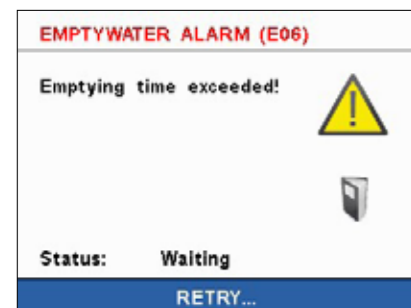 EMPTYWATER ALARM (E06)
Emptying time exceeded!
Status: Waiting
RETRY...